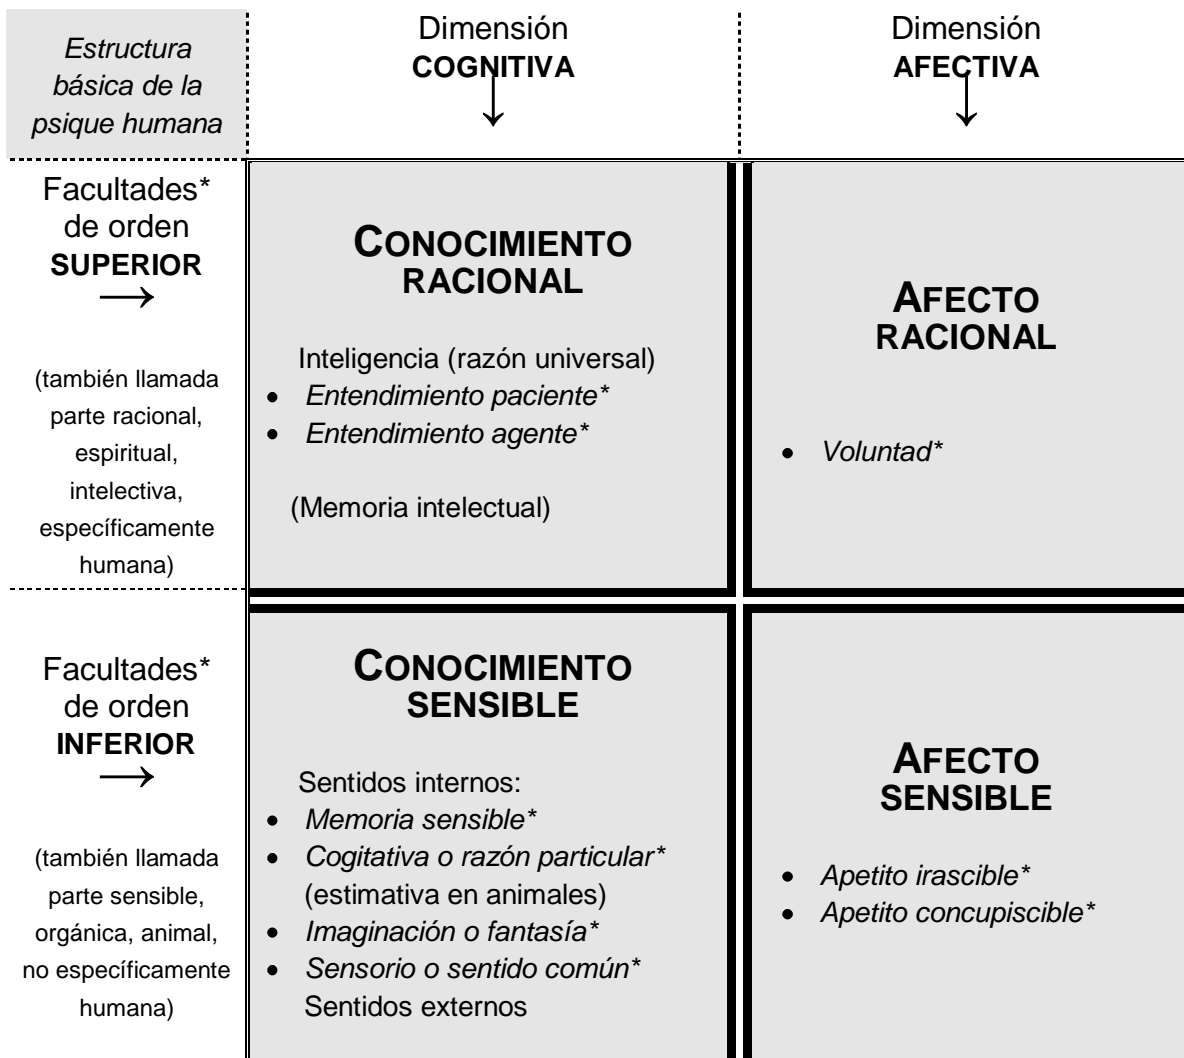 Estructura
básica de la
psique humana
Dimensión
COGNITIVA
↓
Dimensión
AFECTIVA
↓
Facultades*
de orden
SUPERIOR
→
(también llamada
parte racional,
espiritual,
intelectiva,
específicamente
humana)
CONOCIMIENTO
RACIONAL
Inteligencia (razón universal)
• Entendimiento paciente*
• Entendimiento agente*
(Memoria intelectual)
AFECTO
RACIONAL
• Voluntad*
Facultades*
de orden
INFERIOR
→
(también llamada
parte sensible,
orgánica, animal,
no específicamente
humana)
CONOCIMIENTO
SENSIBLE
Sentidos internos:
• Memoria sensible*
• Cogitativa o razón particular*
(estimativa en animales)
• Imaginación o fantasía*
• Sensorio o sentido común*
Sentidos externos
AFECTO
SENSIBLE
• Apetito irascible*
• Apetito concupiscible*